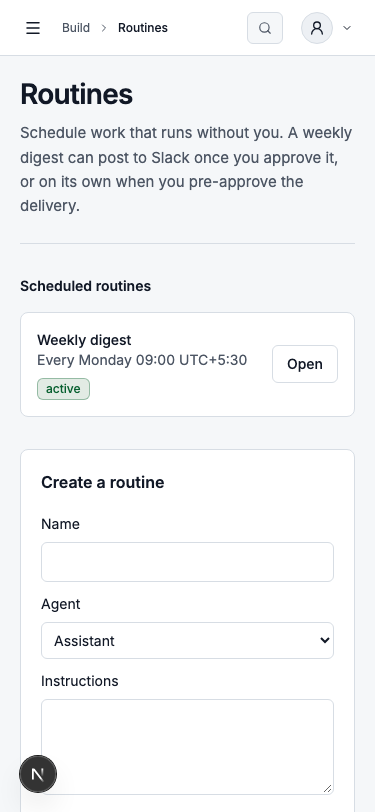 Build
Routines
Routines
Schedule work that runs without you. A weekly
digest can post to Slack once you approve it,
or on its own when you pre-approve the
delivery.
Scheduled routines
Weekly digest
Every Monday 09:00 UTC+5:30
active
Open
Create a routine
Name
Agent
Assistant
Instructions
N